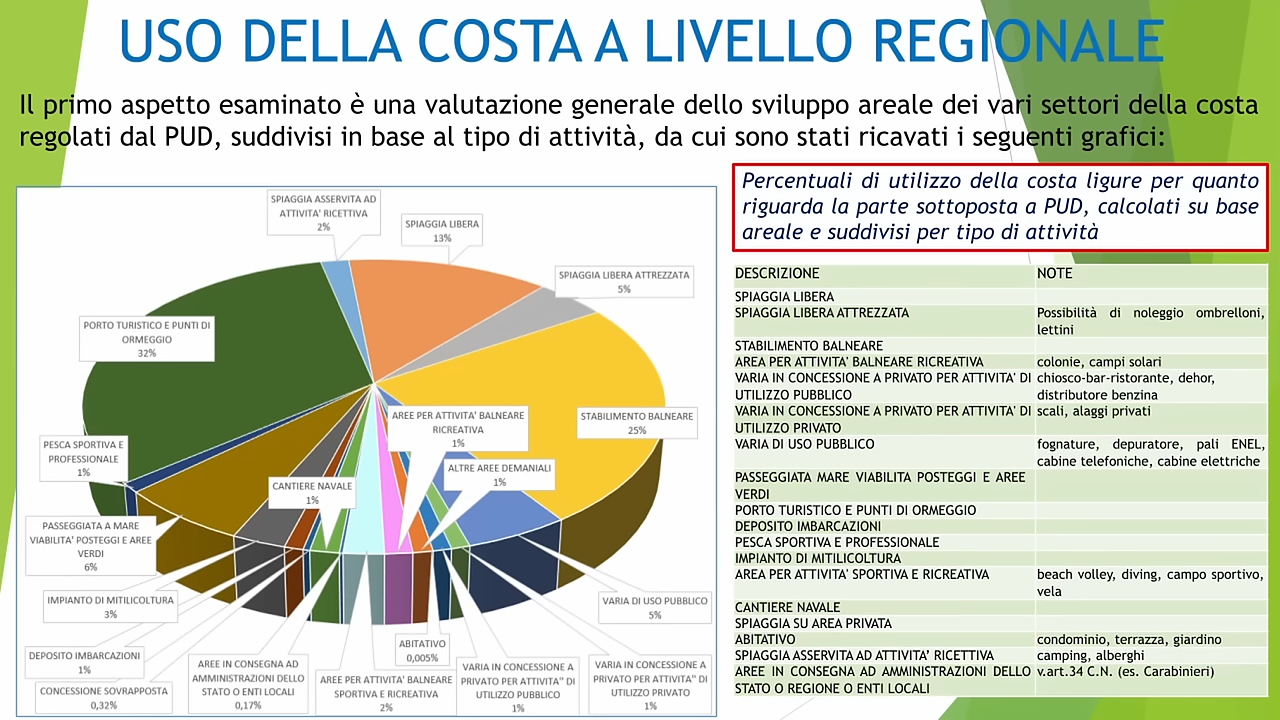 USO DELLA COSTA A LIVELLO REGIONALE
Il primo aspetto esaminato è una valutazione generale dello sviluppo areale dei vari settori della costa
regolati dal PUD, suddivisi in base al tipo di attività, da cui sono stati ricavati i seguenti grafici:
Percentuali di utilizzo della costa ligure per quanto
riguarda la parte sottoposta a PUD, calcolati su base
areale e suddivisi per tipo di attività
SPIAGGIA ASSERVITA AD
ATTIVITA' RICETTIVA
2%
SPIAGGIA LIBERA
13%
SPIAGGIA LIBERA ATTREZZATA
5%
PORTO TURISTICO E PUNTI DI
ORMEGGIO
32%
STABILIMENTO BALNEARE
25%
AREE PER ATTIVITA' BALNEARE
RICREATIVA
1%
PESCA SPORTIVA E
PROFESSIONALE
1%
ALTRE AREE DEMANIALI
1%
CANTIERE NAVALE
1%
PASSEGGIATA A MARE
VIABILITA' POSTEGGI E AREE
VERDI
6%
IMPIANTO DI MITILICOLTURA
3%
VARIA DI USO PUBBLICO
5%
DEPOSITO IMBARCAZIONI
1%
CONCESSIONE SOVRAPPOSTA
0,32%
AREE IN CONSEGNA AD
AMMINISTRAZIONI DELLO
STATO O ENTI LOCALI
0,17%
AREE PER ATTIVITA' BALNEARE
SPORTIVA E RICREATIVA
2%
ABITATIVO
0,005%
VARIA IN CONCESSIONE A
PRIVATO PER ATTIVITA" DI
UTILIZZO PUBBLICO
1%
VARIA IN CONCESSIONE A
PRIVATO PER ATTIVITA" DI
UTILIZZO PRIVATO
1%
DESCRIZIONE NOTE
SPIAGGIA LIBERA
SPIAGGIA LIBERA ATTREZZATA Possibilità di noleggio ombrelloni,
lettini
STABILIMENTO BALNEARE
AREA PER ATTIVITA' BALNEARE RICREATIVA colonie, campi solari
VARIA IN CONCESSIONE A PRIVATO PER ATTIVITA' DI chiosco-bar-ristorante, dehor,
UTILIZZO PUBBLICO distributore benzina
VARIA IN CONCESSIONE A PRIVATO PER ATTIVITA' DI scali, alaggi privati
UTILIZZO PRIVATO
VARIA DI USO PUBBLICO fognature, depuratore, pali ENEL,
cabine telefoniche, cabine elettriche
PASSEGGIATA MARE VIABILITA POSTEGGI E AREE
VERDI
PORTO TURISTICO E PUNTI DI ORMEGGIO
DEPOSITO IMBARCAZIONI
PESCA SPORTIVA E PROFESSIONALE
IMPIANTO DI MITILICOLTURA
AREA PER ATTIVITA' SPORTIVA E RICREATIVA beach volley, diving, campo sportivo,
vela
CANTIERE NAVALE
SPIAGGIA SU AREA PRIVATA
ABITATIVO condominio, terrazza, giardino
SPIAGGIA ASSERVITA AD ATTIVITA' RICETTIVA camping, alberghi
AREE IN CONSEGNA AD AMMINISTRAZIONI DELLO v.art.34 C.N. (es. Carabinieri)
STATO O REGIONE O ENTI LOCALI